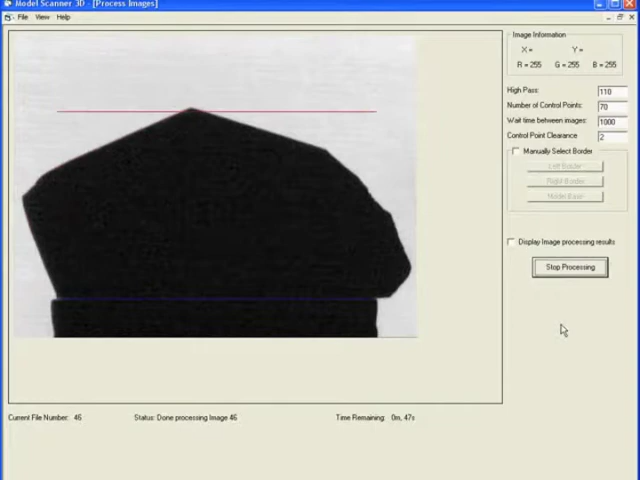 Model Scanner 3D - [Process Images]
File View Help
Image Information
X = Y =
R = 255 G = 255 B = 255
High Pass: 110
Number of Control Points: 70
Wait time between images: 1000
Control Point Clearance 2
Manually Select Border
Left Border
Right Border
Model Base
Display Image processing results
Stop Processing
Current File Number: 46 Status: Done processing Image 46 Time Remaining: 0m, 47s